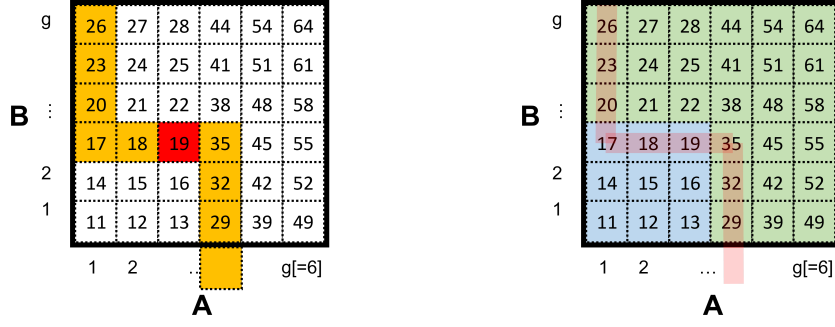 g 26 27 28 44 54 64
23 24 25 41 51 61
⋮ 20 21 22 38 48 58
B 17 18 19 35 45 55
2 14 15 16 32 42 52
1 11 12 13 29 39 49
1 2 .. g[=6]
A
g 26 27 28 44 54 64
23 24 25 41 51 61
⋮ 20 21 22 38 48 58
B 17 18 19 35 45 55
2 14 15 16 32 42 52
1 11 12 13 29 39 49
1 2 ... g[=6]
A